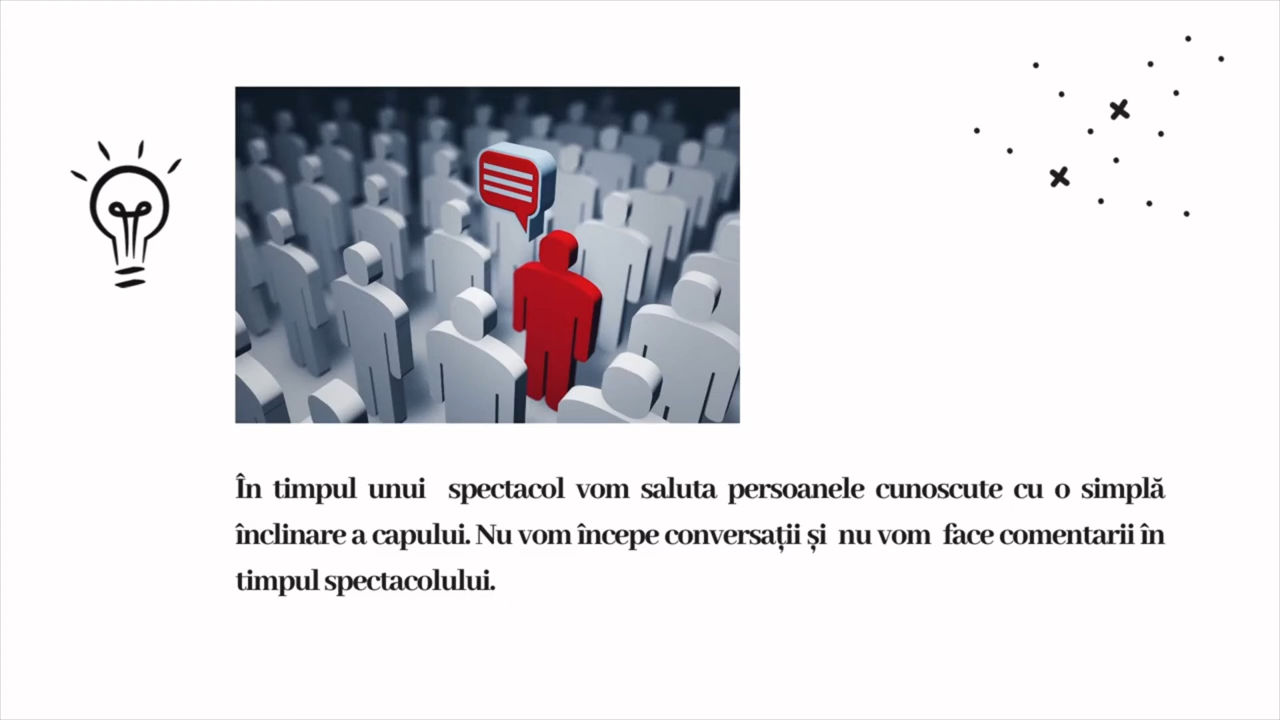 În timpul unui spectacol vom saluta persoanele cunoscute cu o simplă
înclinare a capului. Nu vom începe conversații și nu vom face comentarii în
timpul spectacolului.